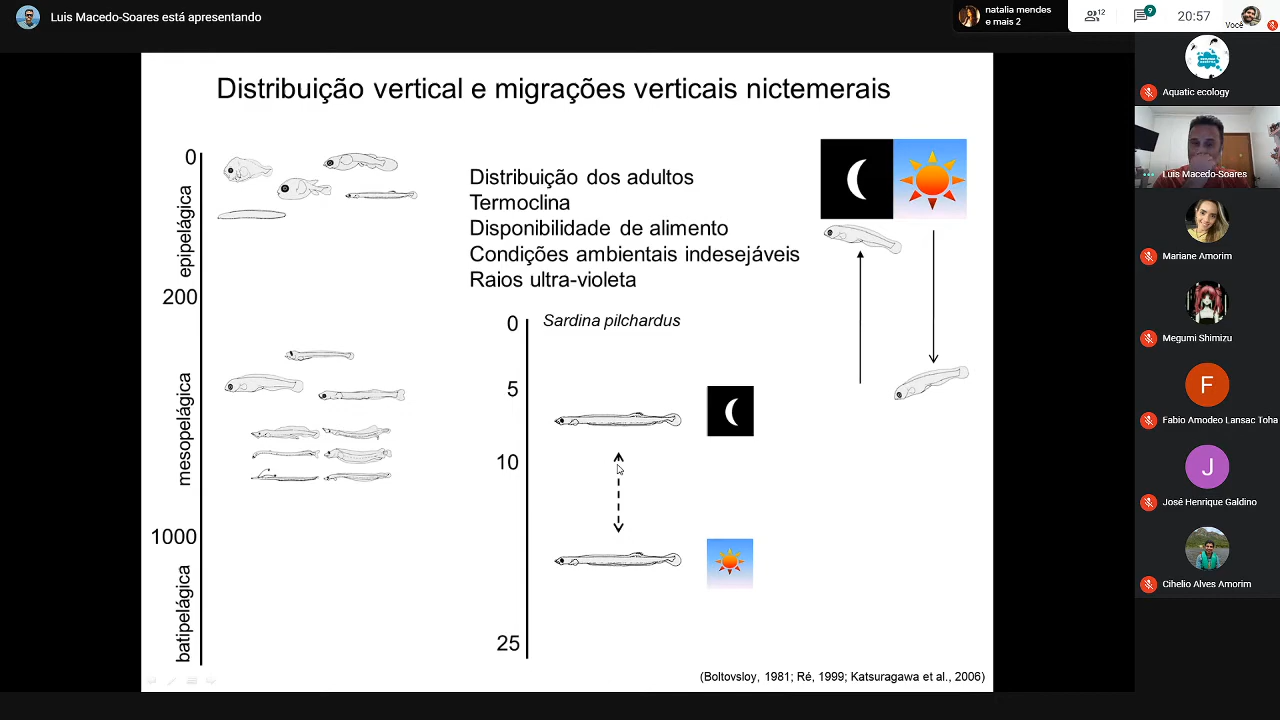 Luis Macedo-Soares está apresentando
natalia mendes
e mais 2
12
9
20:57
Você
Distribuição vertical e migrações verticais nictemerais
0
epipelágica
200
mesopelágica
1000
batipelágica
Distribuição dos adultos
Termoclina
Disponibilidade de alimento
Condições ambientais indesejáveis
Raios ultra-violeta
0
Sardina pilchardus
5
10
25
(Boltovsloy, 1981; Ré, 1999; Katsuragawa et al., 2006)
Aquatic ecology
Luis Macedo-Soares
Mariane Amorim
Megumi Shimizu
F
Fabio Amodeo Lansac Toha
J
José Henrique Galdino
Cihelio Alves Amorim